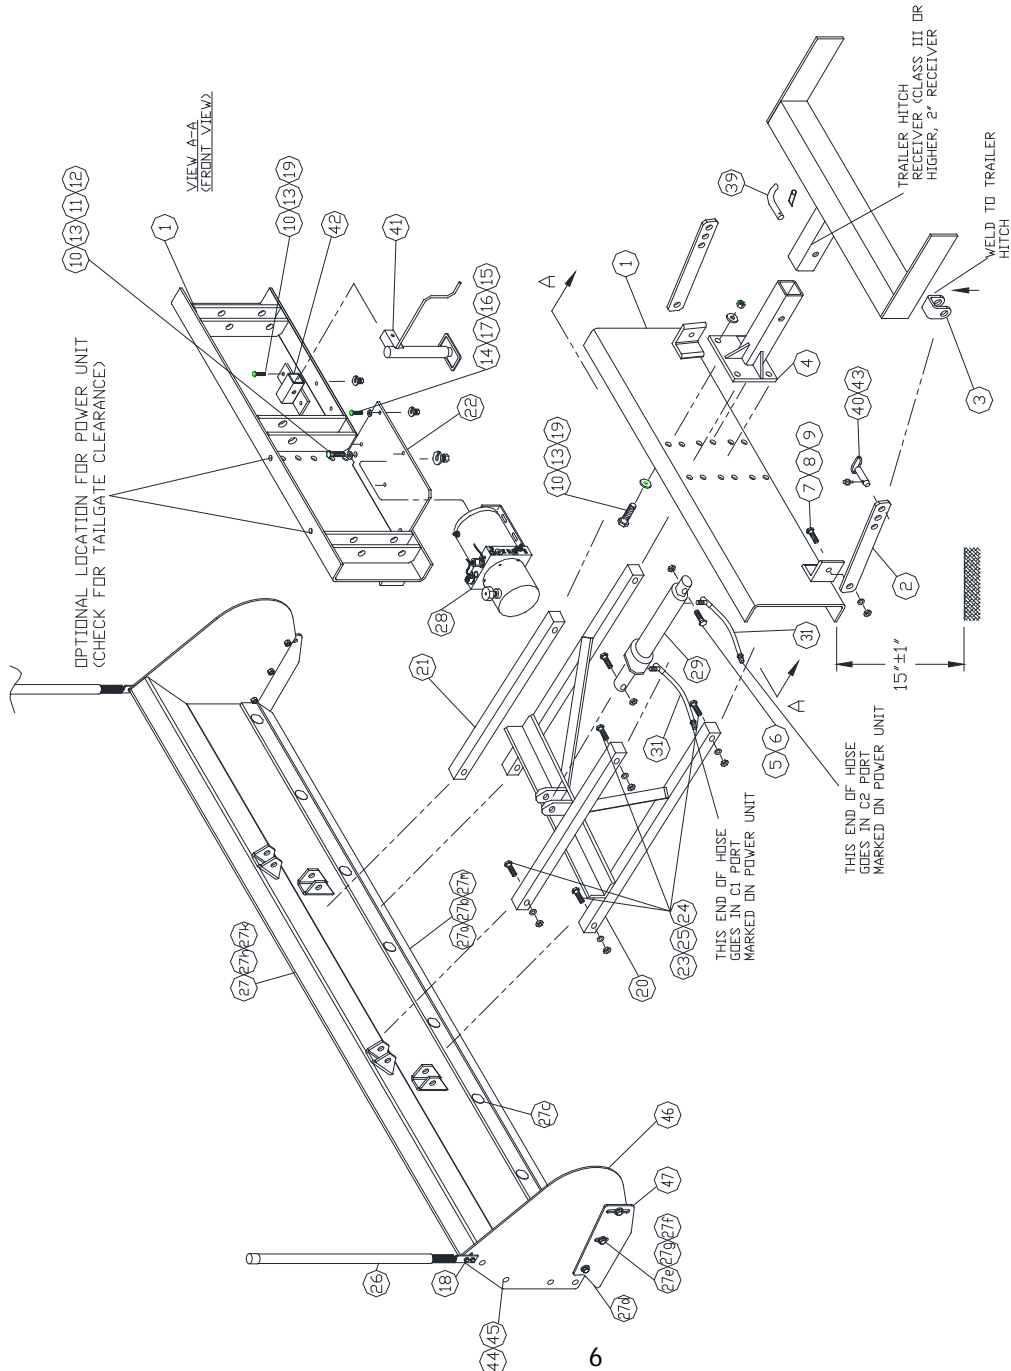 OPTIONAL LOCATION FOR POWER UNIT
(CHECK FOR TAILGATE CLEARANCE)
10 13 11 12
1
VIEW A-A
(FRONT VIEW)
10 13 19
42
41
14 17 16 15
22
28
27 27h 27k
21
27a 27b 27m
27c
26
18
44 45
46
47
27e 27g 27f
27d
20
23 25 24
31
29
THIS END OF HOSE
GOES IN C1 PORT
MARKED ON POWER UNIT
5 6
THIS END OF HOSE
GOES IN C2 PORT
MARKED ON POWER UNIT
A
A
31
10 13 19
1
39
4
TRAILER HITCH
RECEIVER (CLASS III OR
HIGHER, 2" RECEIVER
WELD TO TRAILER
HITCH
3
40 43
7 8 9
2
15"±1"
6